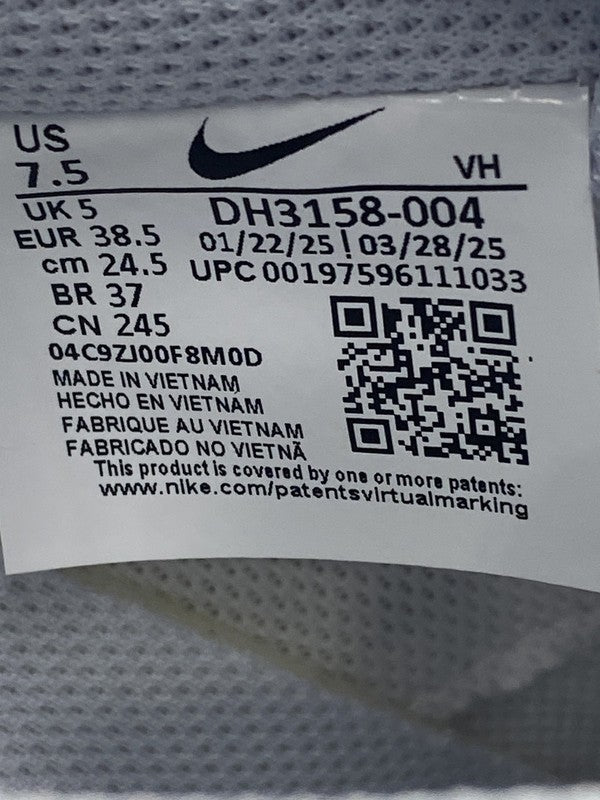 US
7.5
VH
UK 5
DH3158-004
EUR 38.5
01/22/25 | 03/28/25
cm 24.5
UPC 00197596111033
BR 37
CN 245
04C9ZJ00F8M0D
MADE IN VIETNAM
HECHO EN VIETNAM
FABRIQUE AU VIETNAM
FABRICADO NO VIETNÃ
This product is covered by one or more patents:
www.nike.com/patentsvirtualmarking